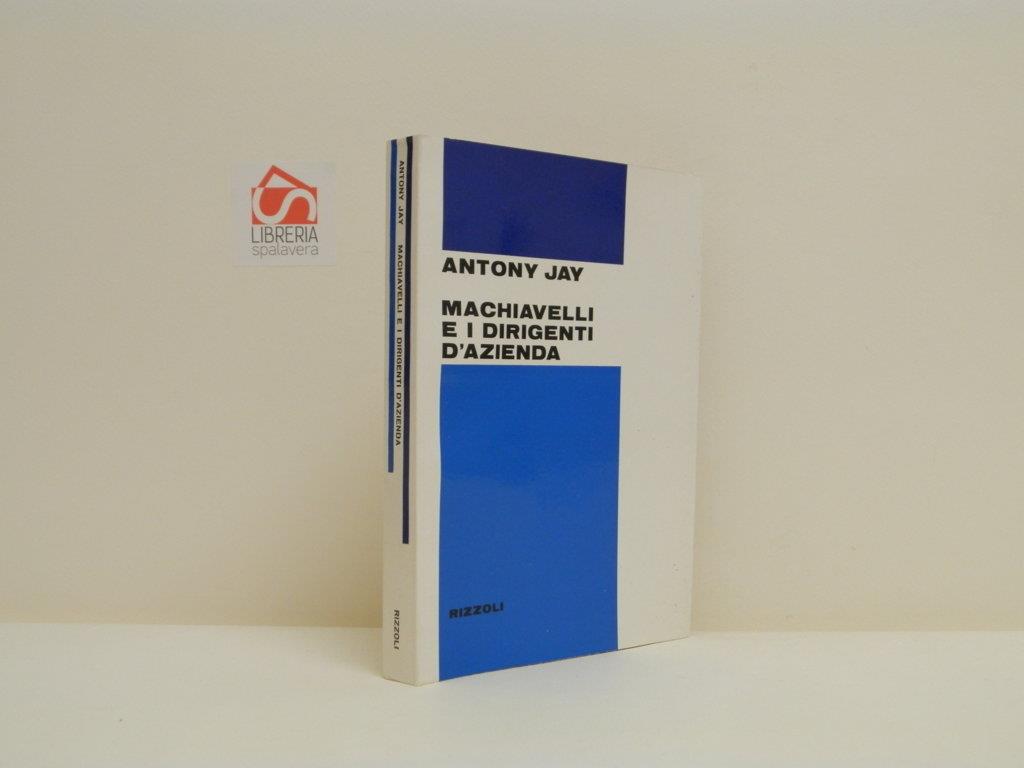 LIBRERIA
spalavera
ANTONY JAY MACHIAVELLI E I DIRIGENTI D'AZIENDA
RIZZOLI
ANTONY JAY
MACHIAVELLI
E I DIRIGENTI
D'AZIENDA
RIZZOLI